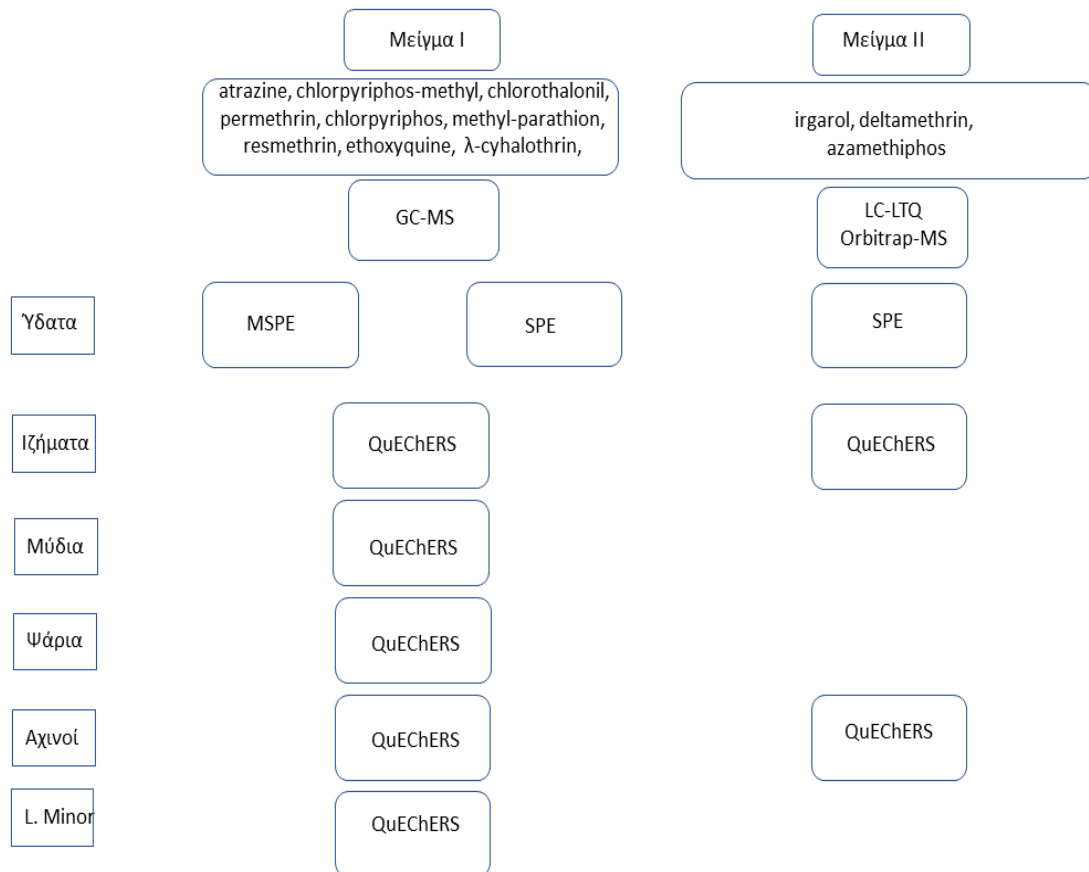 Μείγμα Ι
Μείγμα ΙΙ
atrazine, chlorpyriphos-methyl, chlorothalonil,
permethrin, chlorpyriphos, methyl-parathion,
resmethrin, ethoxyquine, λ-cyhalothrin,
irgarol, deltamethrin,
azamethiphos
GC-MS
LC-LTQ
Orbitrap-MS
Ύδατα
MSPE
SPE
SPE
Ιζήματα
QuEChERS
QuEChERS
Μύδια
QuEChERS
Ψάρια
QuEChERS
Αχινοί
QuEChERS
QuEChERS
L. Minor
QuEChERS